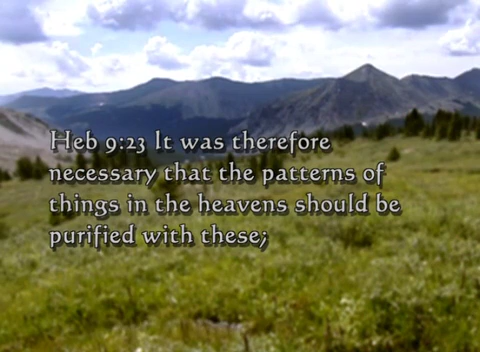 Heb 9:23 It was therefore
necessary that the patterns of
things in the heavens should be
purified with these;